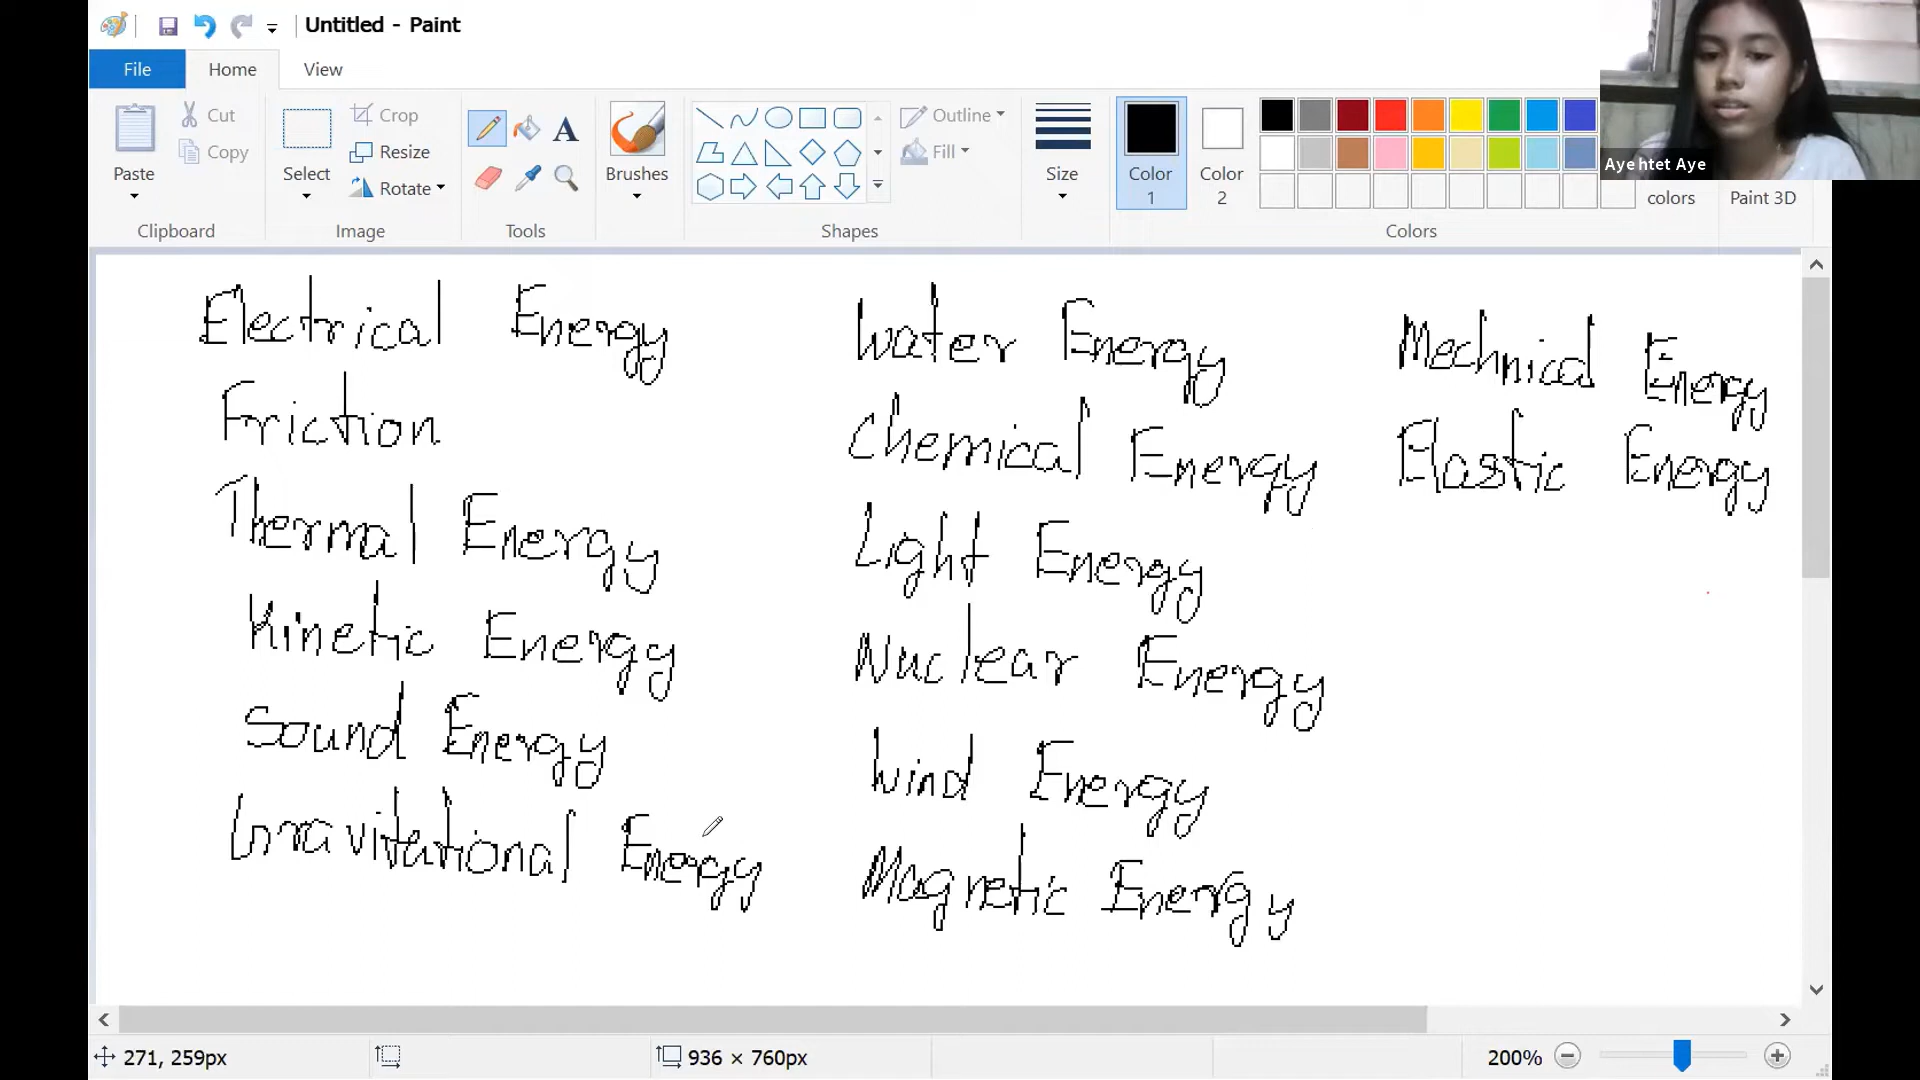 Untitled - Paint
File
Home
View
Paste
Cut
Copy
Clipboard
Select
Crop
Resize
Rotate
Image
Tools
Brushes
Shapes
Outline
Fill
Size
Color
1
Color
2
Colors
colors
Paint 3D
Aye htet Aye
Electrical Energy
Friction
Thermal Energy
Kinetic Energy
Sound Energy
Gravitational Energy
Water Energy
Chemical Energy
Light Energy
Nuclear Energy
Wind Energy
Magnetic Energy
Mechnical Energy
Elastic Energy
271, 259px
936 × 760px
200%